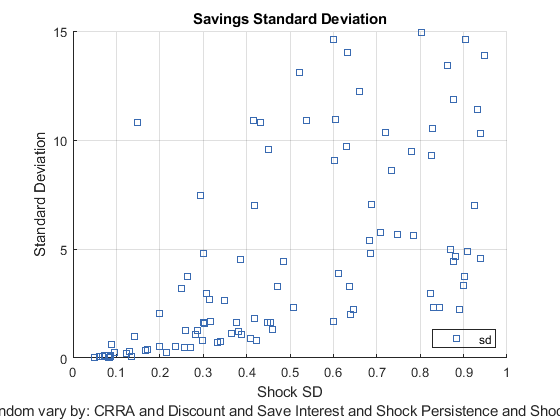 Savings Standard Deviation
15
10
5
0
Standard Deviation
sd
0 0.1 0.2 0.3 0.4 0.5 0.6 0.7 0.8 0.9 1
Shock SD
vary by: CRRA and Discount and Save Interest and Shock Persistence and